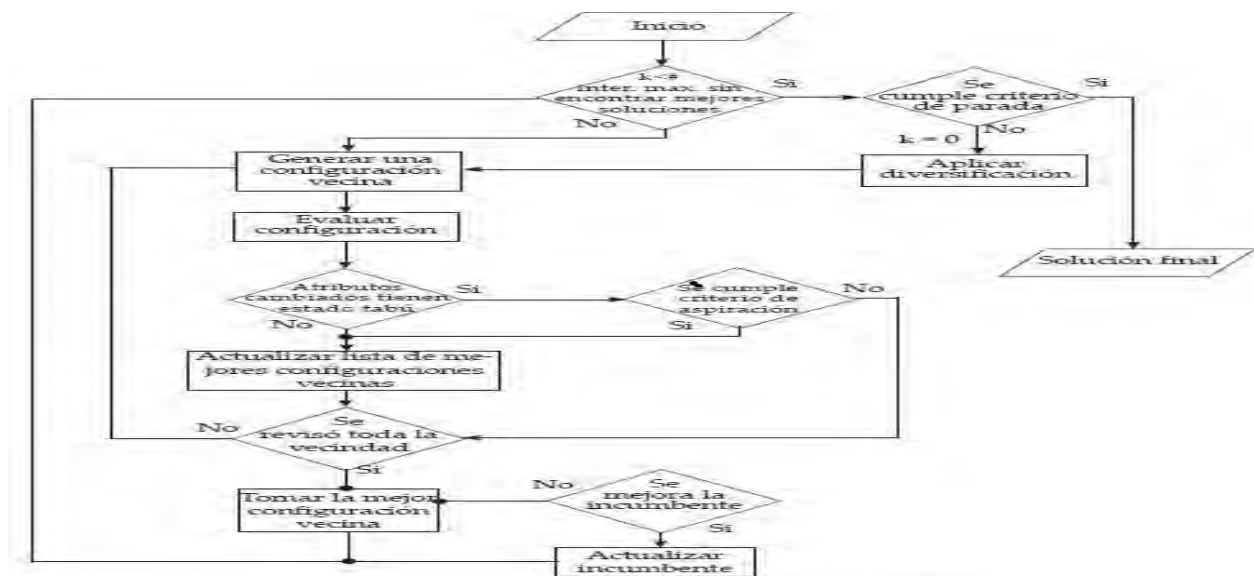 Inicio
k<#
Inter. max. sin
encontrar mejores
soluciones
Si
No
Se
cumple criterio
de parada
Si
No
k = 0
Generar una
configuración
vecina
Aplicar
diversificación
Evaluar
configuración
Solución final
Atributos
cambiados tienen
estado tabú
Si
No
Se cumple
criterio de
aspiración
No
Si
Actualizar lista de me-
jores configuraciones
vecinas
Se
revisó toda la
vecindad
No
Si
Tomar la mejor
configuración
vecina
Se
mejora la
incumbente
No
Si
Actualizar
incumbente